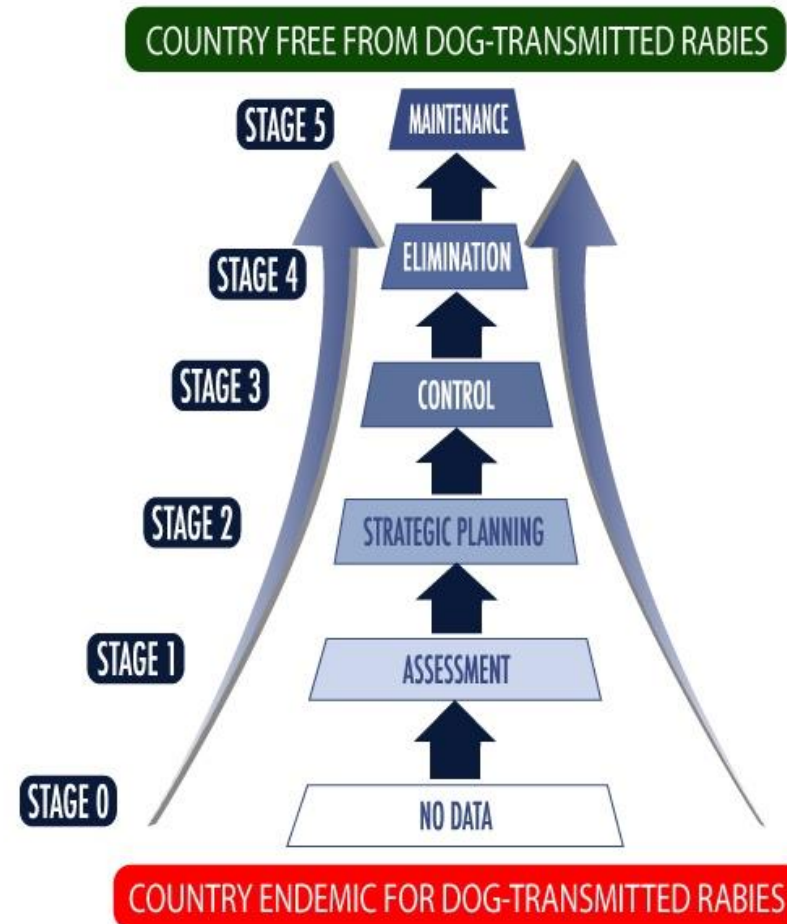 COUNTRY FREE FROM DOG-TRANSMITTED RABIES
STAGE 5
MAINTENANCE
STAGE 4
ELIMINATION
STAGE 3
CONTROL
STAGE 2
STRATEGIC PLANNING
STAGE 1
ASSESSMENT
STAGE 0
NO DATA
COUNTRY ENDEMIC FOR DOG-TRANSMITTED RABIES